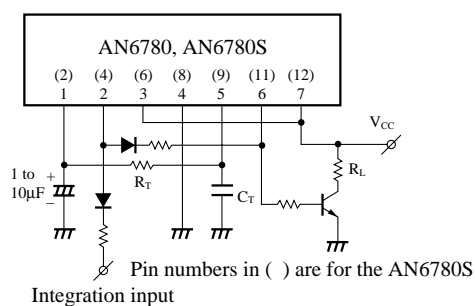 AN6780, AN6780S
(2) (4) (6) (8) (9) (11) (12)
1 2 3 4 5 6 7
VCC
RL
RT
1 to
10μF
+
−
CT
Pin numbers in ( ) are for the AN6780S
Integration input